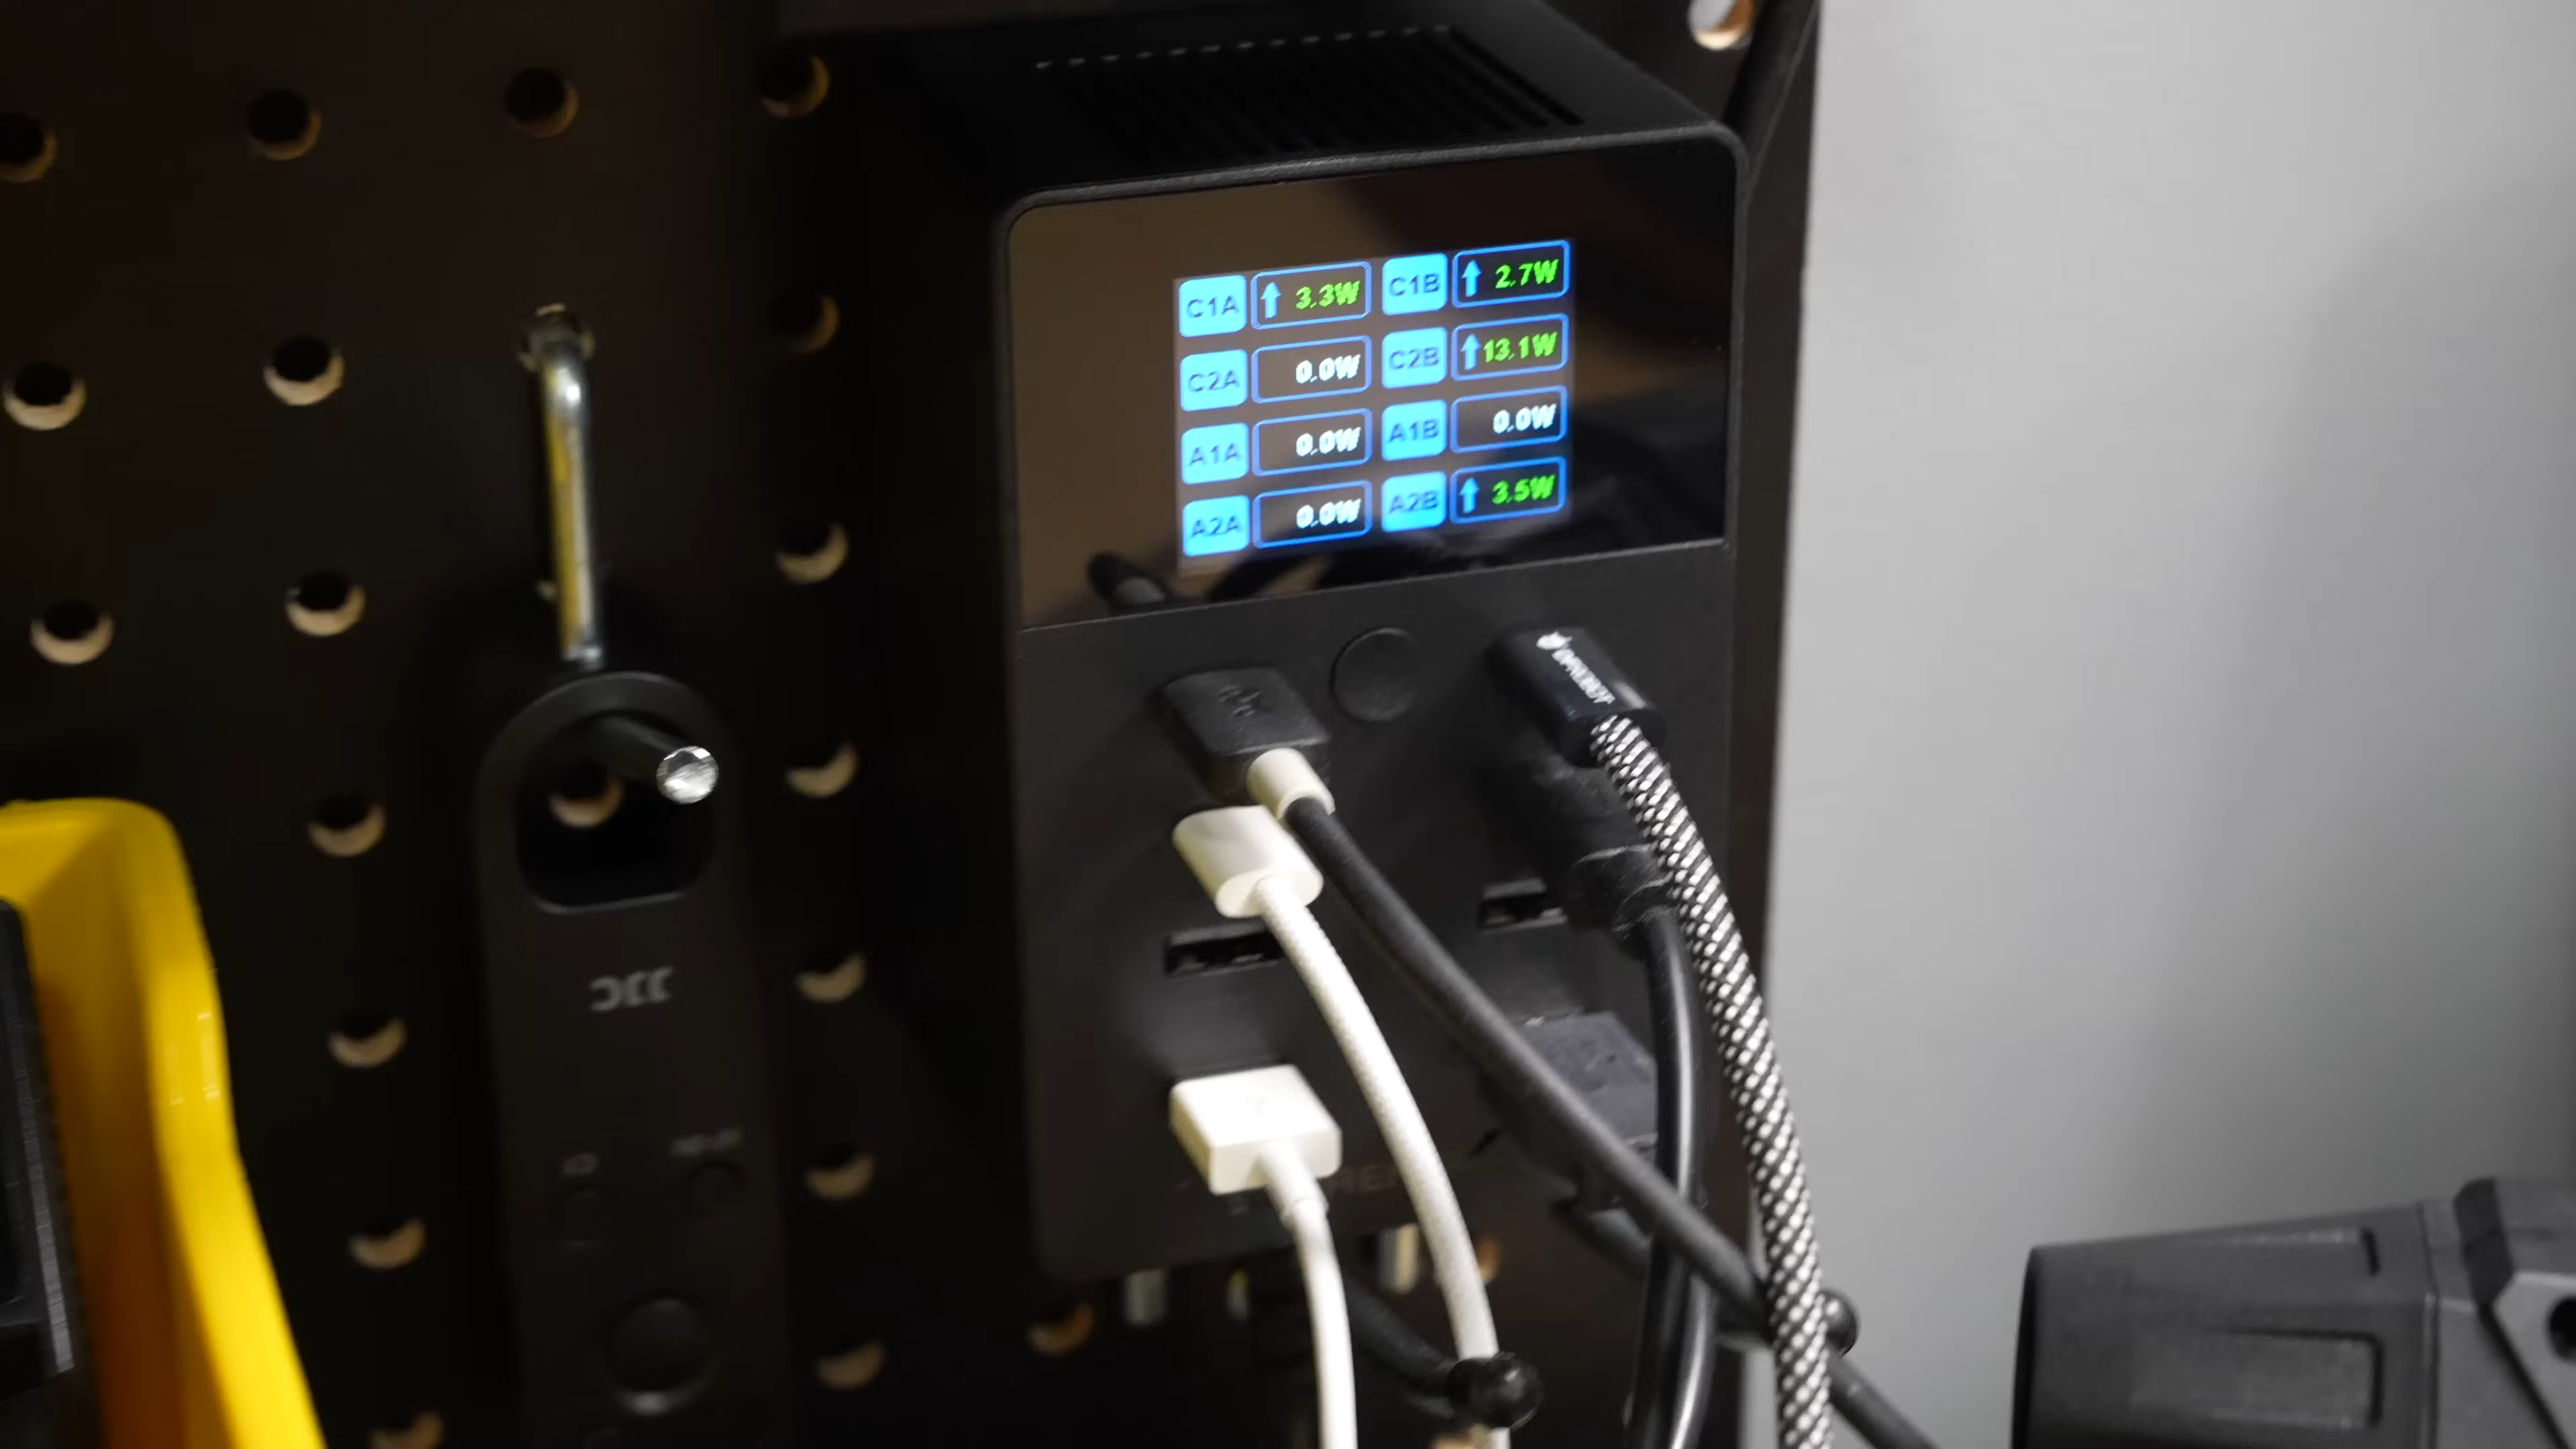 C1A ↑ 3.3W C1B ↑ 2.7W
C2A 0.0W C2B ↑ 13.1W
A1A 0.0W A1B 0.0W
A2A 0.0W A2B ↑ 3.5W